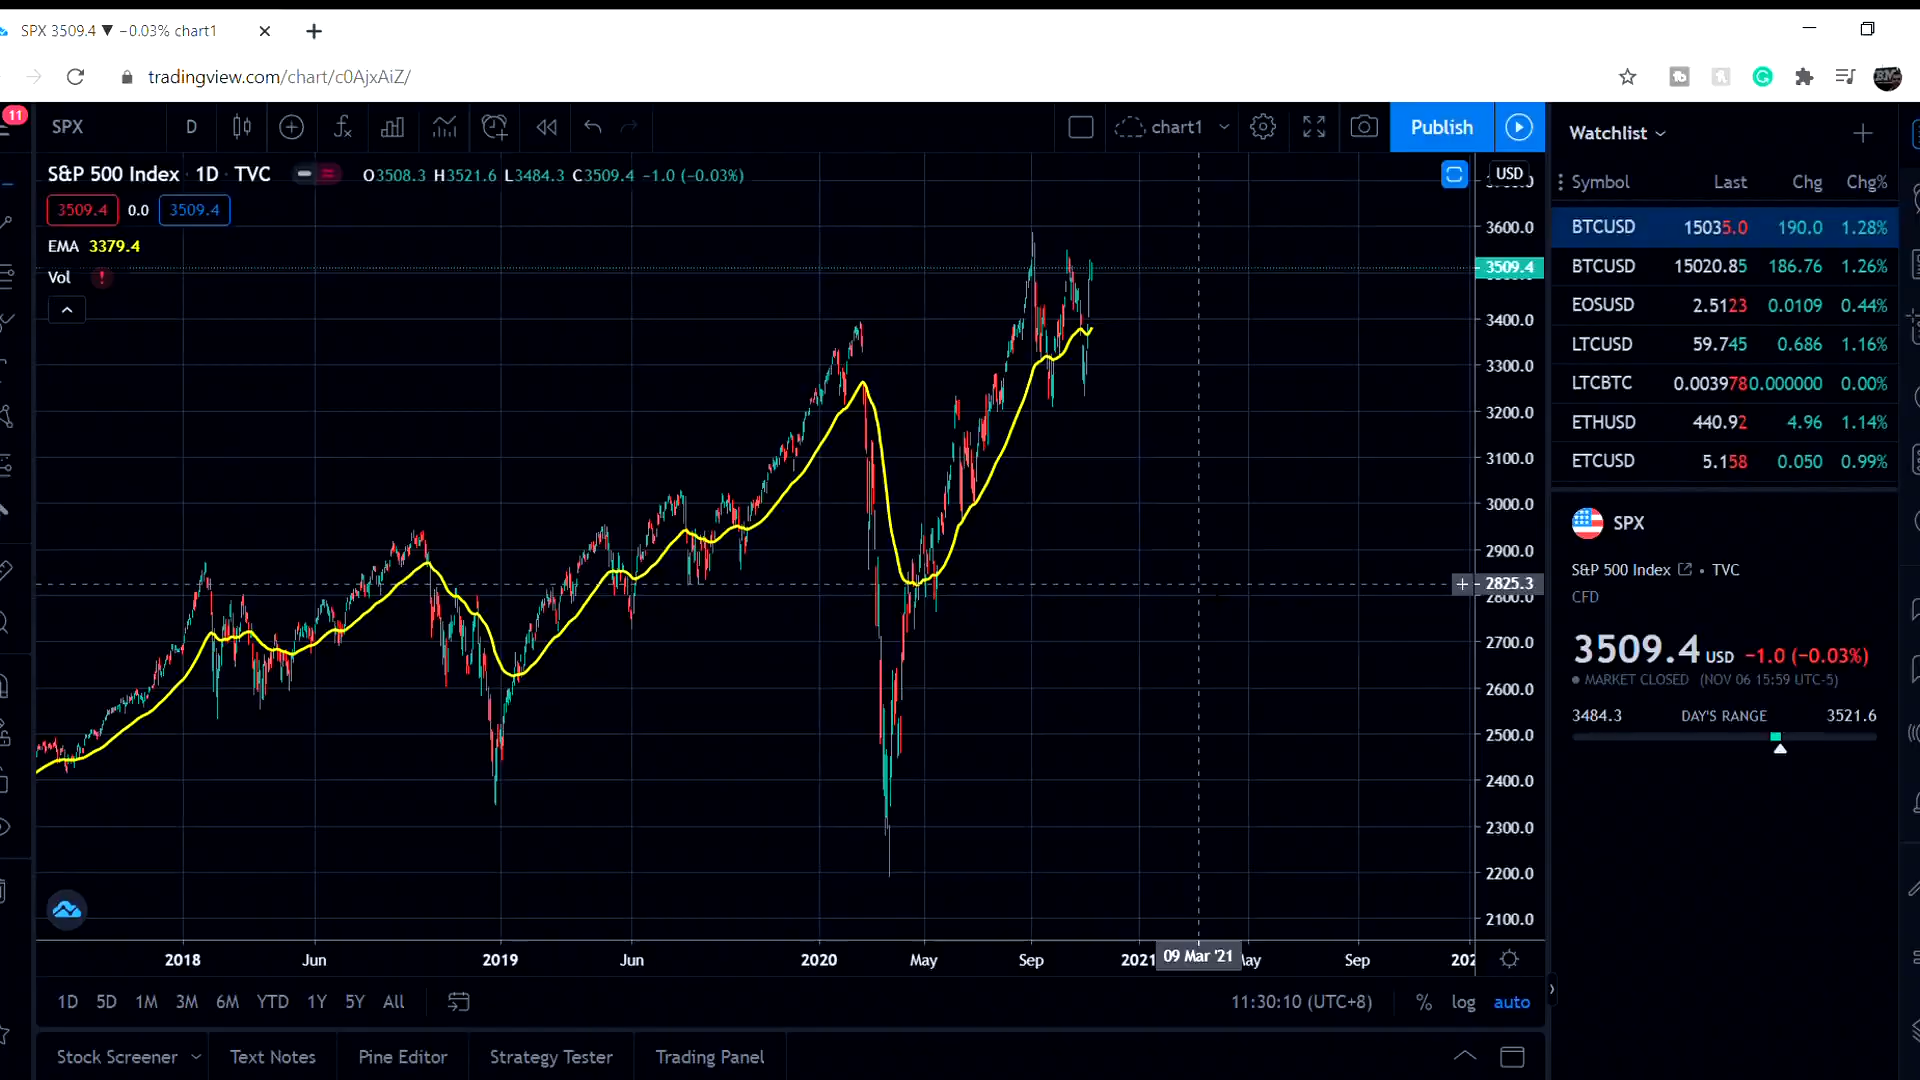 SPX 3509.4 ▼ −0.03% chart1
tradingview.com/chart/c0AjxAiZ/
11
SPX D chart1 Publish
S&P 500 Index · 1D · TVC O3508.3 H3521.6 L3484.3 C3509.4 −1.0 (−0.03%)
3509.4 0.0 3509.4
EMA 3379.4
Vol !
USD
3600.0
3509.4
3400.0
3300.0
3200.0
3100.0
3000.0
2900.0
2825.3
2800.0
2700.0
2600.0
2500.0
2400.0
2300.0
2200.0
2100.0
2018 Jun 2019 Jun 2020 May Sep 2021 09 Mar '21 Sep
1D 5D 1M 3M 6M YTD 1Y 5Y All 11:30:10 (UTC+8) % log auto
Stock Screener Text Notes Pine Editor Strategy Tester Trading Panel
Watchlist
Symbol Last Chg Chg%
BTCUSD 15035.0 190.0 1.28%
BTCUSD 15020.85 186.76 1.26%
EOSUSD 2.5123 0.0109 0.44%
LTCUSD 59.745 0.686 1.16%
LTCBTC 0.003978 0.000000 0.00%
ETHUSD 440.92 4.96 1.14%
ETCUSD 5.158 0.050 0.99%
SPX
S&P 500 Index • TVC
CFD
3509.4 USD −1.0 (−0.03%)
MARKET CLOSED (NOV 06 15:59 UTC-5)
3484.3 DAY'S RANGE 3521.6